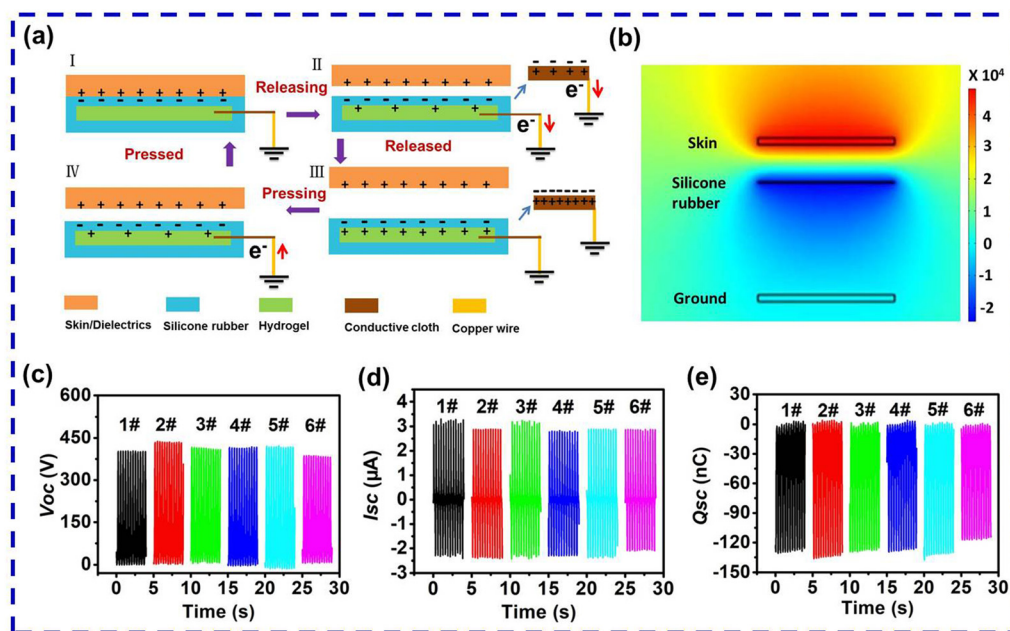 (a)
I
Releasing
II
e⁻
e⁻
Pressed
Released
IV
Pressing
III
e⁻
Skin/Dielectrics
Silicone rubber
Hydrogel
Conductive cloth
Copper wire
(b)
X 10⁴
Skin
Silicone
rubber
Ground
4
3
2
1
0
-1
-2
(c)
600
450
300
150
0
Voc (V)
1# 2# 3# 4# 5# 6#
0 5 10 15 20 25 30
Time (s)
(d)
4
3
2
1
0
-1
-2
-3
Isc (μA)
1# 2# 3# 4# 5# 6#
0 5 10 15 20 25 30
Time (s)
(e)
30
0
-30
-60
-90
-120
-150
Qsc (nC)
1# 2# 3# 4# 5# 6#
0 5 10 15 20 25 30
Time (s)